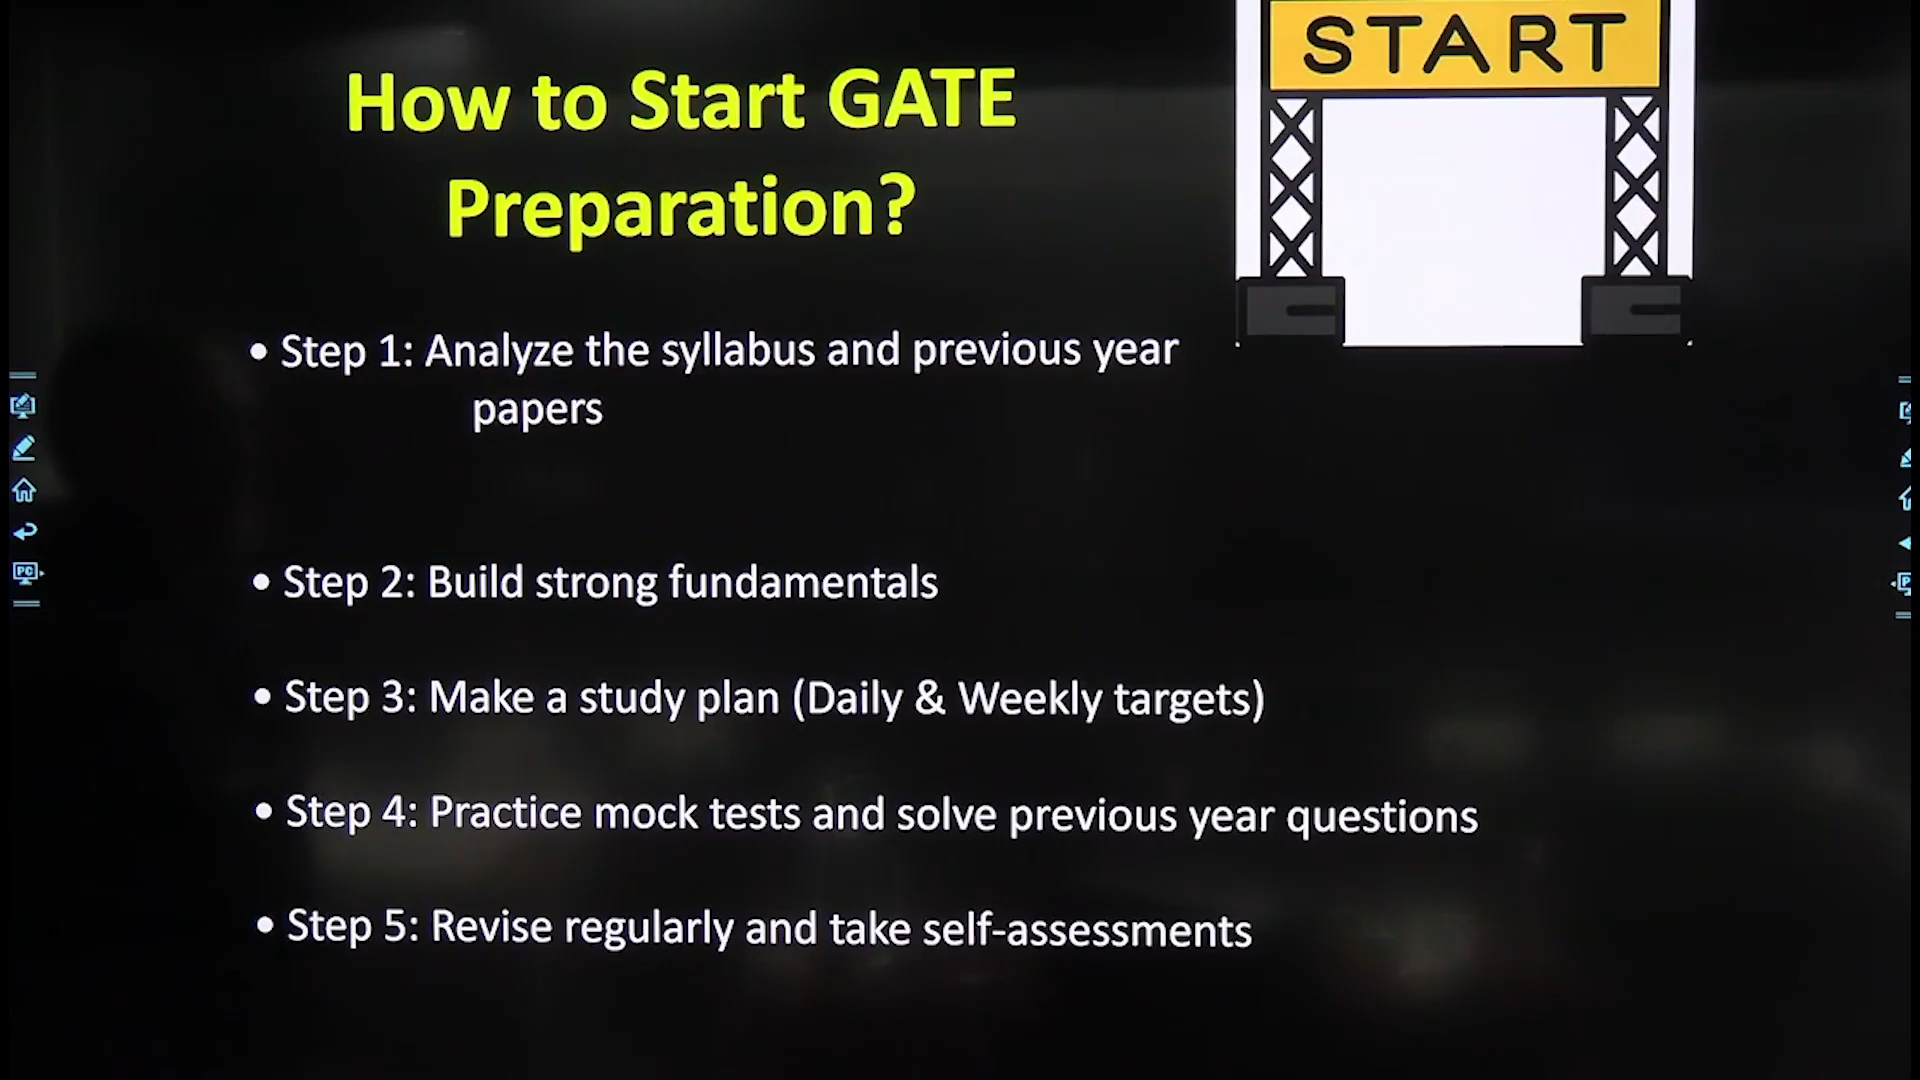 START
How to Start GATE
Preparation?
• Step 1: Analyze the syllabus and previous year
papers
• Step 2: Build strong fundamentals
• Step 3: Make a study plan (Daily & Weekly targets)
• Step 4: Practice mock tests and solve previous year questions
• Step 5: Revise regularly and take self-assessments
PC